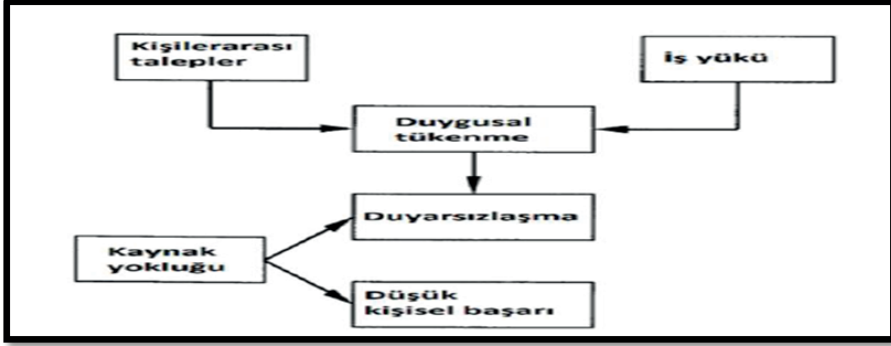 Kişilerarası
talepler
İş yükü
Duygusal
tükenme
Duyarsızlaşma
Kaynak
yokluğu
Düşük
kişisel başarı